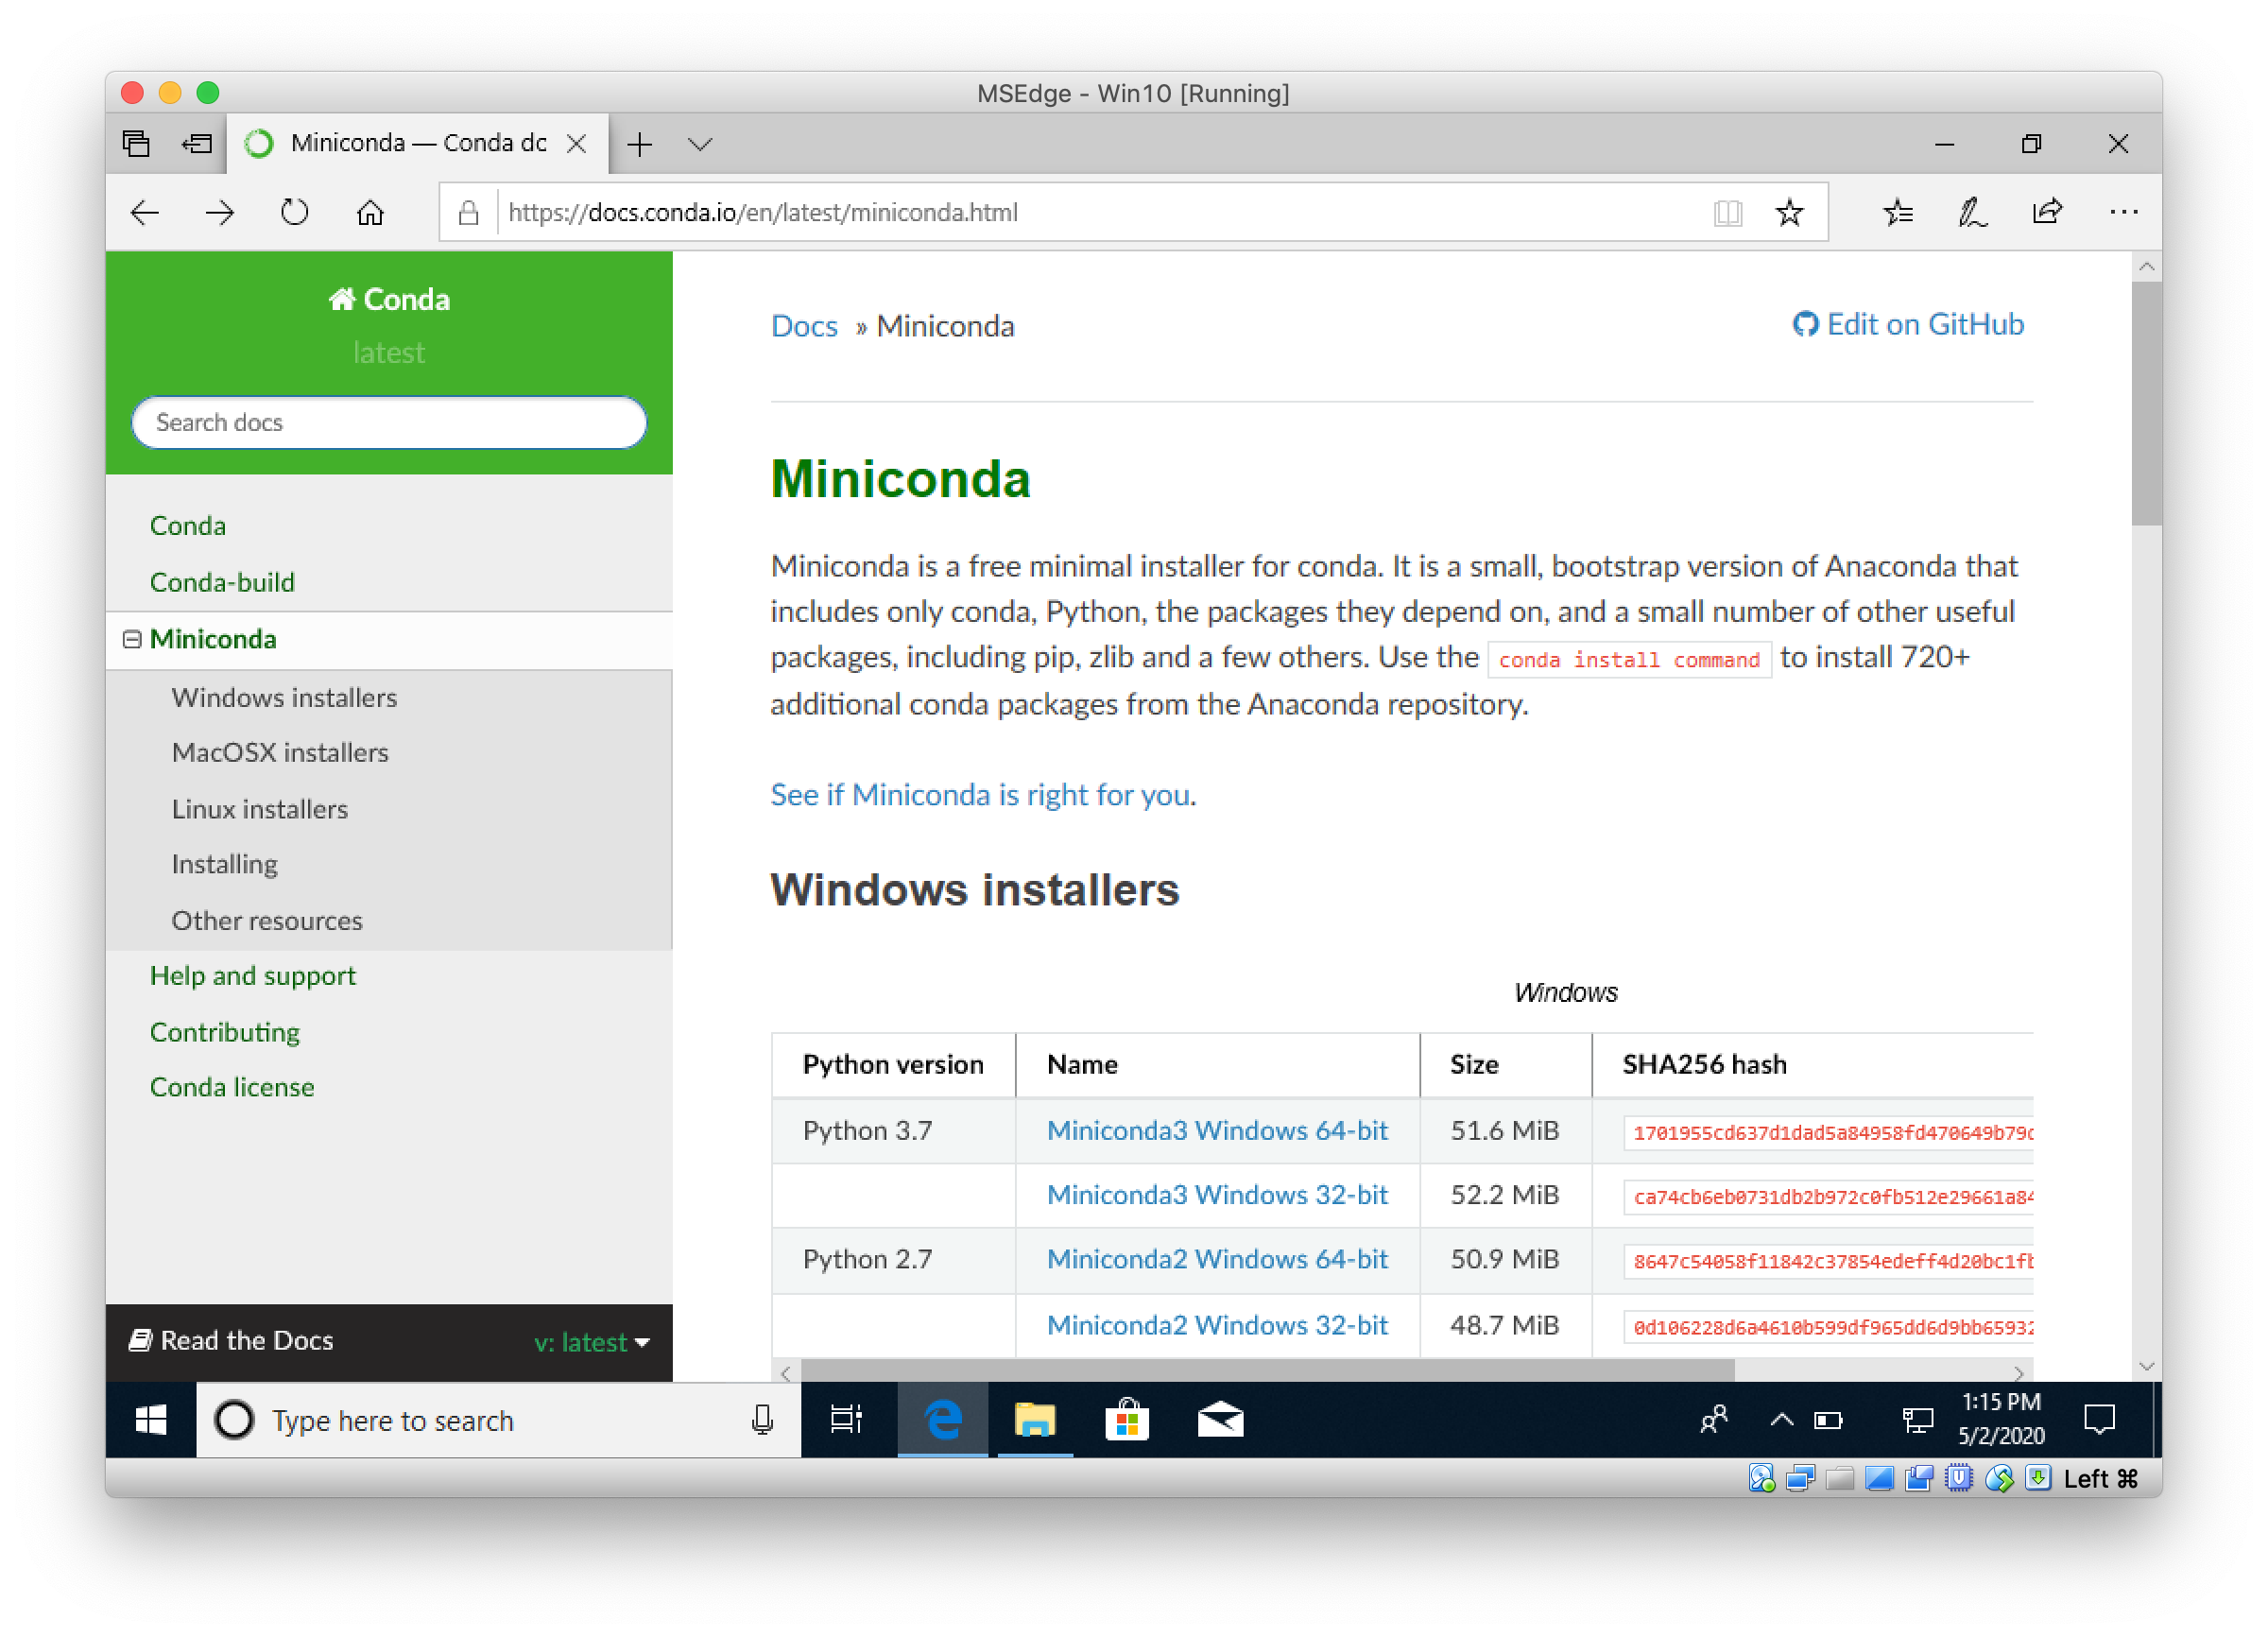 MSEdge - Win10 [Running]
Miniconda — Conda dc
https://docs.conda.io/en/latest/miniconda.html
Conda
latest
Search docs
Conda
Conda-build
Miniconda
Windows installers
MacOSX installers
Linux installers
Installing
Other resources
Help and support
Contributing
Conda license
Read the Docs
v: latest
Docs » Miniconda
Edit on GitHub
Miniconda
Miniconda is a free minimal installer for conda. It is a small, bootstrap version of Anaconda that
includes only conda, Python, the packages they depend on, and a small number of other useful
packages, including pip, zlib and a few others. Use the conda install command to install 720+
additional conda packages from the Anaconda repository.
See if Miniconda is right for you.
Windows installers
Windows
Python version Name Size SHA256 hash
Python 3.7 Miniconda3 Windows 64-bit 51.6 MiB 1701955cd637d1dad5a84958fd470649b79c
Miniconda3 Windows 32-bit 52.2 MiB ca74cb6eb0731db2b972c0fb512e29661a84
Python 2.7 Miniconda2 Windows 64-bit 50.9 MiB 8647c54058f11842c37854edeff4d20bc1fb
Miniconda2 Windows 32-bit 48.7 MiB 0d106228d6a4610b599df965dd6d9bb65932
Type here to search
1:15 PM
5/2/2020
Left ⌘